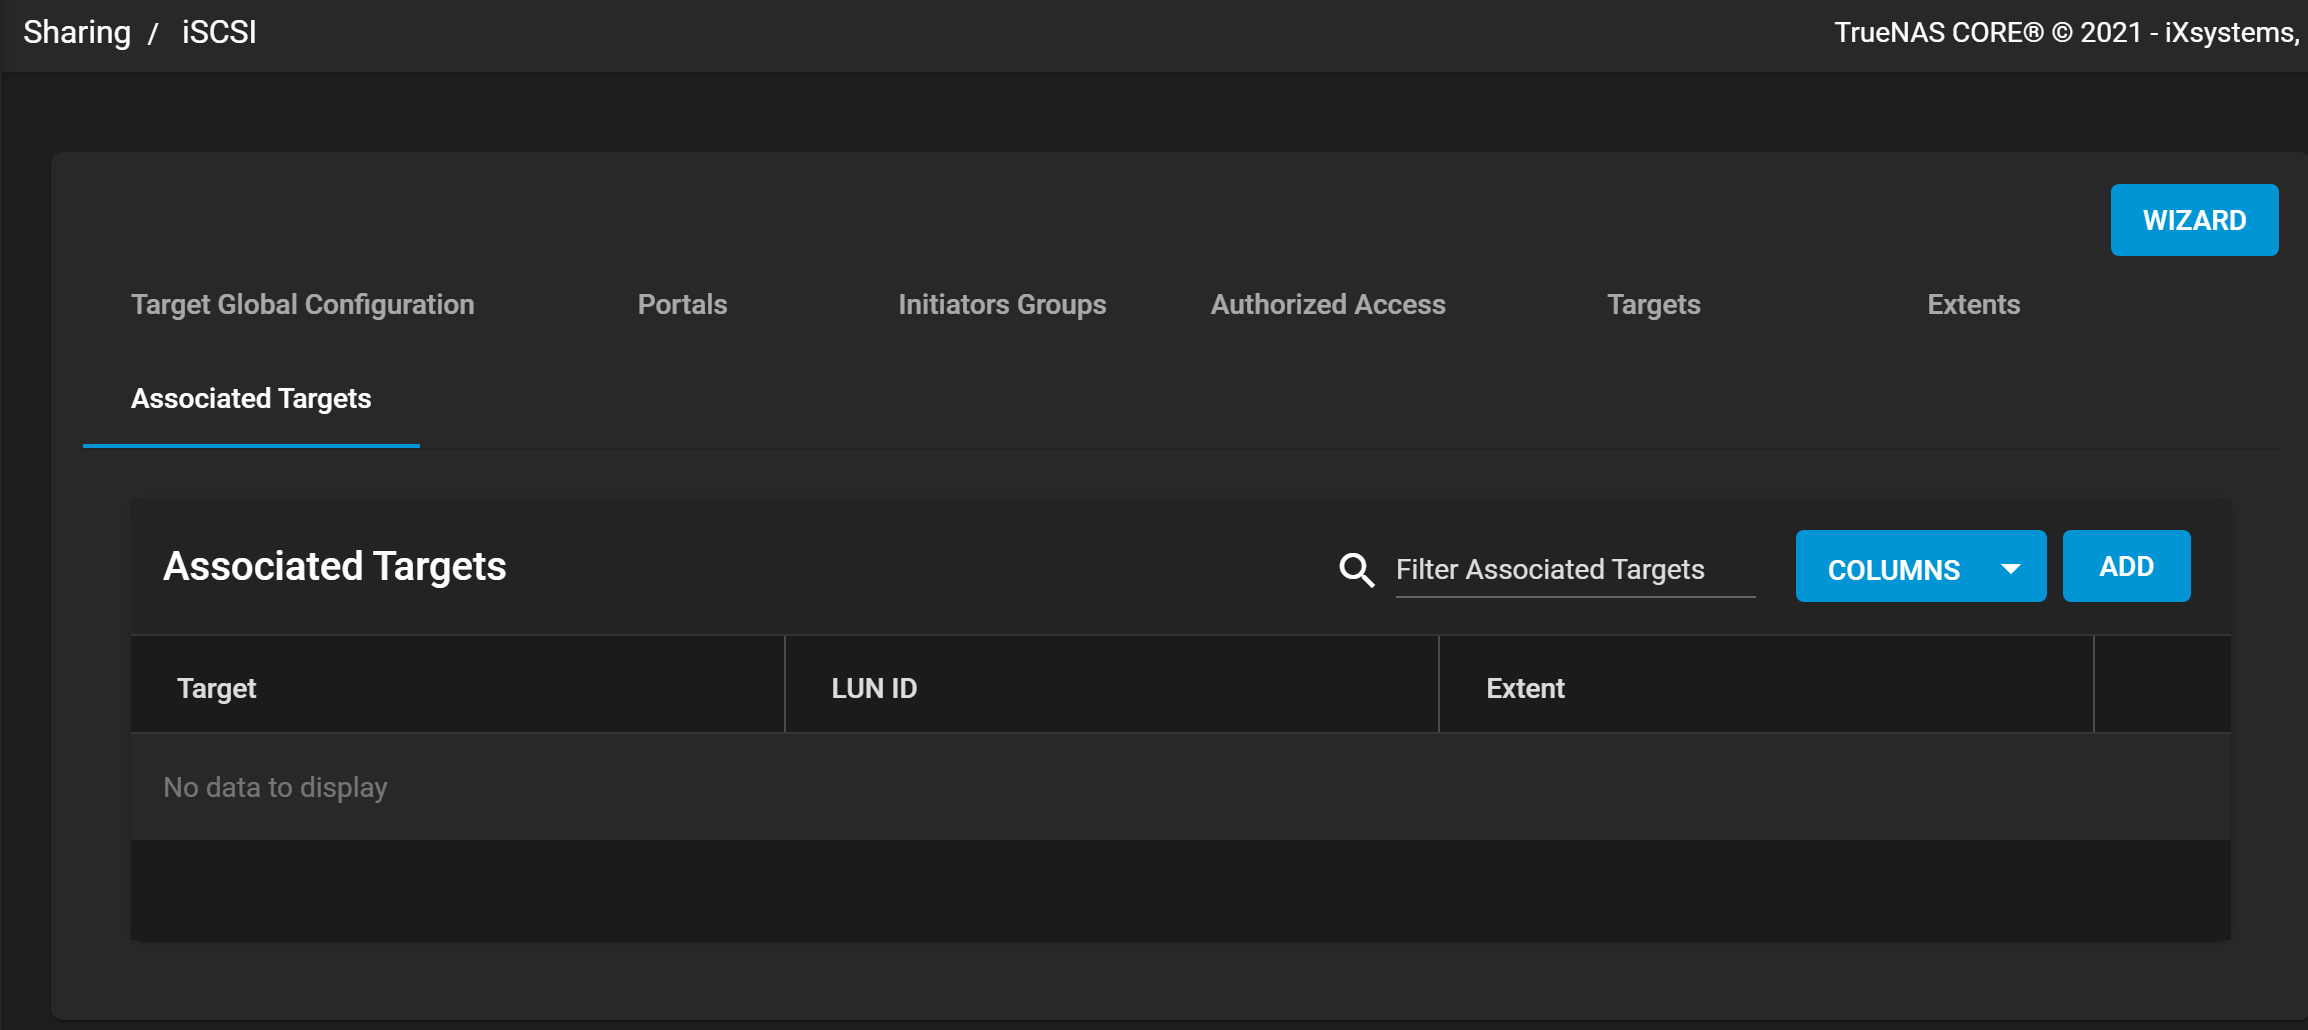 Sharing / iSCSI
TrueNAS CORE® © 2021 - iXsystems,
WIZARD
Target Global Configuration
Portals
Initiators Groups
Authorized Access
Targets
Extents
Associated Targets
Associated Targets
Filter Associated Targets
COLUMNS
ADD
Target
LUN ID
Extent
No data to display